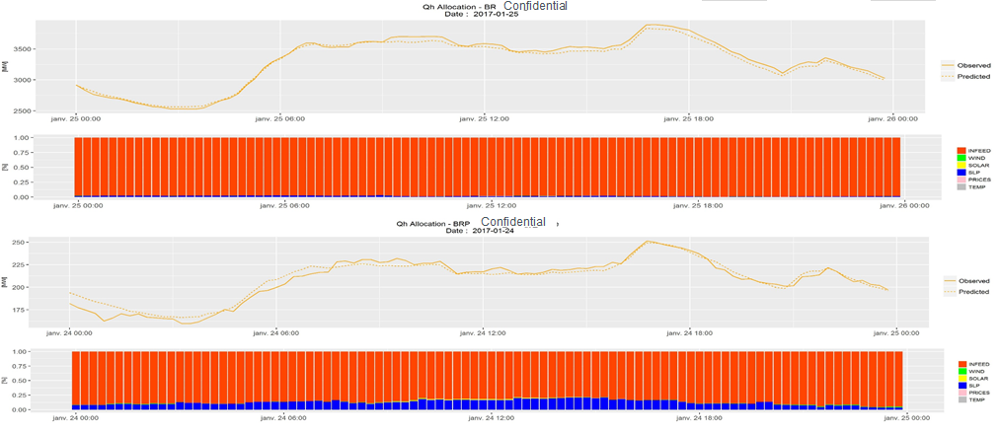 Qh Allocation - BR Confidential
Date : 2017-01-25
[MW]
3500
3000
2500
janv. 25 00:00 janv. 25 06:00 janv. 25 12:00 janv. 25 18:00 janv. 26 00:00
Observed
Predicted
[%]
1.00
0.75
0.50
0.25
0.00
janv. 25 00:00 janv. 25 06:00 janv. 25 12:00 janv. 25 18:00 janv. 26 00:00
INFEED
WIND
SOLAR
SLP
PRICES
TEMP
Qh Allocation - BRP Confidential
Date : 2017-01-24
[MW]
250
225
200
175
janv. 24 00:00 janv. 24 06:00 janv. 24 12:00 janv. 24 18:00 janv. 25 00:00
Observed
Predicted
[%]
1.00
0.75
0.50
0.25
0.00
janv. 24 00:00 janv. 24 06:00 janv. 24 12:00 janv. 24 18:00 janv. 25 00:00
INFEED
WIND
SOLAR
SLP
PRICES
TEMP